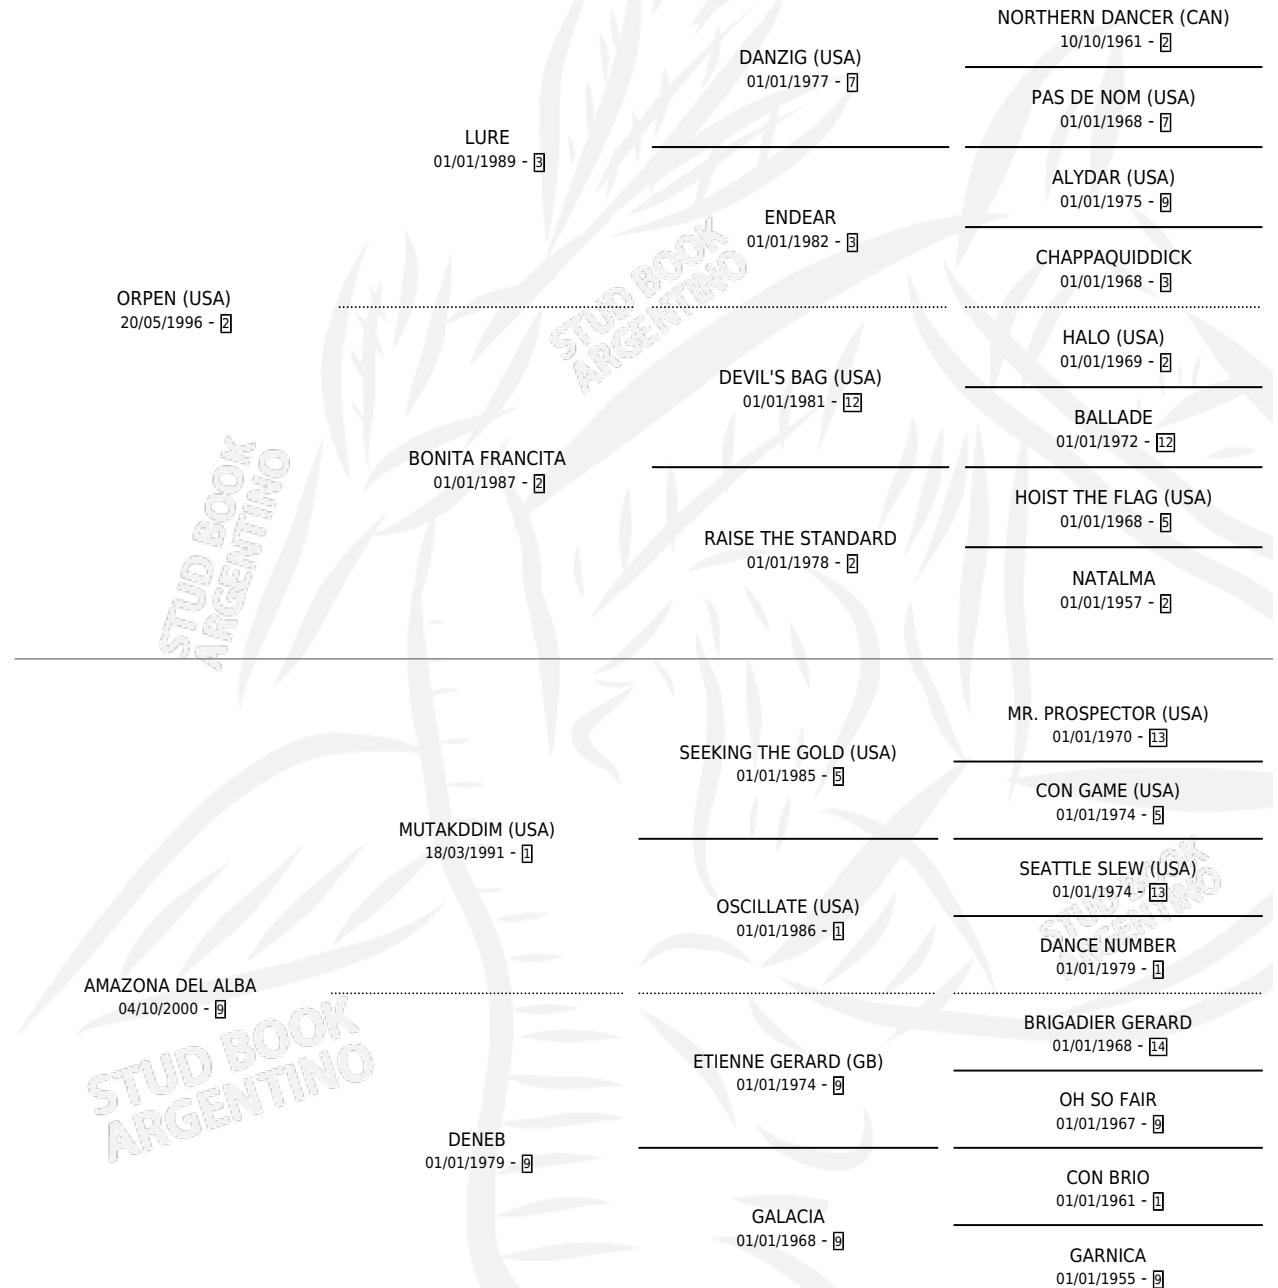 NORTHERN DANCER (CAN)
10/10/1961 - 2
DANZIG (USA)
01/01/1977 - 7
PAS DE NOM (USA)
01/01/1968 - 7
LURE
01/01/1989 - 3
ALYDAR (USA)
01/01/1975 - 9
ENDEAR
01/01/1982 - 3
CHAPPAQUIDDICK
01/01/1968 - 3
ORPEN (USA)
20/05/1996 - 2
HALO (USA)
01/01/1969 - 2
DEVIL'S BAG (USA)
01/01/1981 - 12
BALLADE
01/01/1972 - 12
BONITA FRANCITA
01/01/1987 - 2
HOIST THE FLAG (USA)
01/01/1968 - 5
RAISE THE STANDARD
01/01/1978 - 2
NATALMA
01/01/1957 - 2
MR. PROSPECTOR (USA)
01/01/1970 - 13
SEEKING THE GOLD (USA)
01/01/1985 - 5
CON GAME (USA)
01/01/1974 - 5
MUTAKDDIM (USA)
18/03/1991 - 1
SEATTLE SLEW (USA)
01/01/1974 - 13
OSCILLATE (USA)
01/01/1986 - 1
DANCE NUMBER
01/01/1979 - 1
AMAZONA DEL ALBA
04/10/2000 - 9
BRIGADIER GERARD
01/01/1968 - 14
ETIENNE GERARD (GB)
01/01/1974 - 9
OH SO FAIR
01/01/1967 - 9
DENEB
01/01/1979 - 9
CON BRIO
01/01/1961 - 1
GALACIA
01/01/1968 - 9
GARNICA
01/01/1955 - 9
STUD BOOK
ARGENTINO
STUD BOOK
ARGENTINO
STUD BOOK
ARGENTINO
STUD BOOK
ARGENTINO